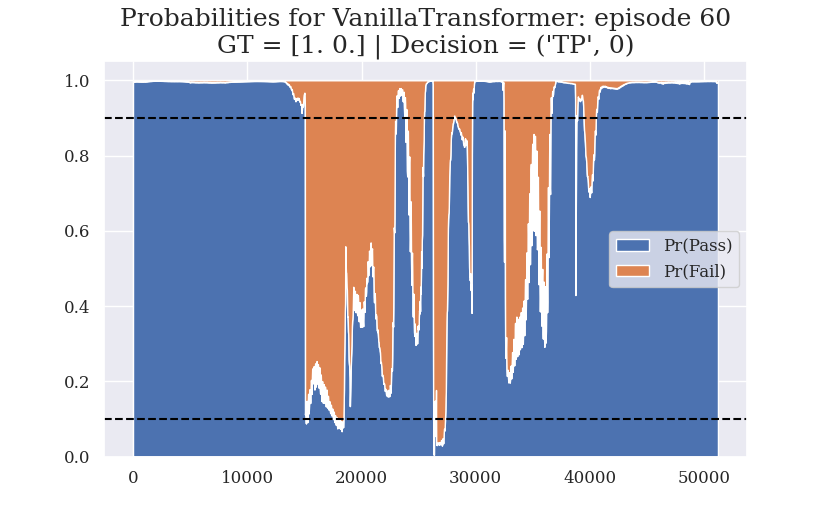 Probabilities for VanillaTransformer: episode 60
GT = [1. 0.] | Decision = ('TP', 0)
1.0
0.8
0.6
0.4
0.2
0.0
Pr(Pass)
Pr(Fail)
0 10000 20000 30000 40000 50000